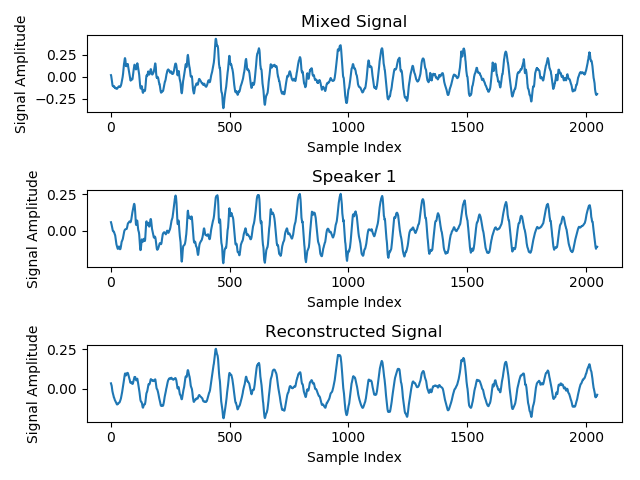 Mixed Signal
Signal Amplitude
0.25
0.00
−0.25
0 500 1000 1500 2000
Sample Index
Speaker 1
Signal Amplitude
0.25
0.00
0 500 1000 1500 2000
Sample Index
Reconstructed Signal
Signal Amplitude
0.25
0.00
0 500 1000 1500 2000
Sample Index